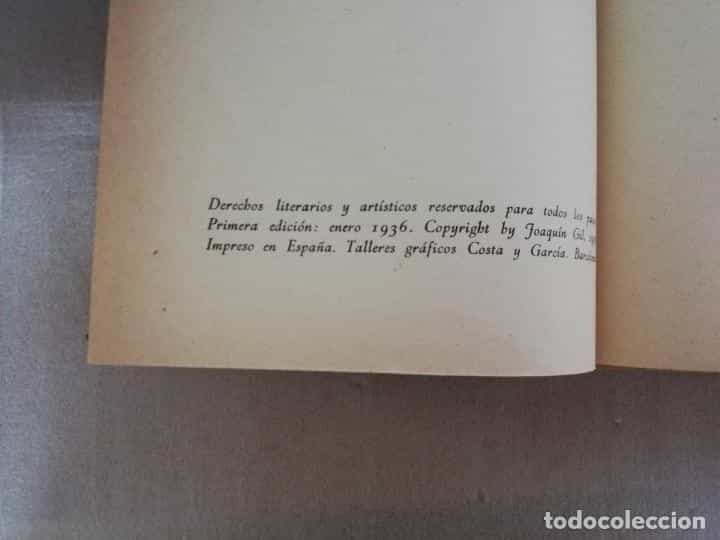 Derechos literarios y artísticos reservados para todos los
Primera edición: enero 1936. Copyright by Joaquín Gil,
Impreso en España. Talleres gráficos Costa y García.
todocoleccion